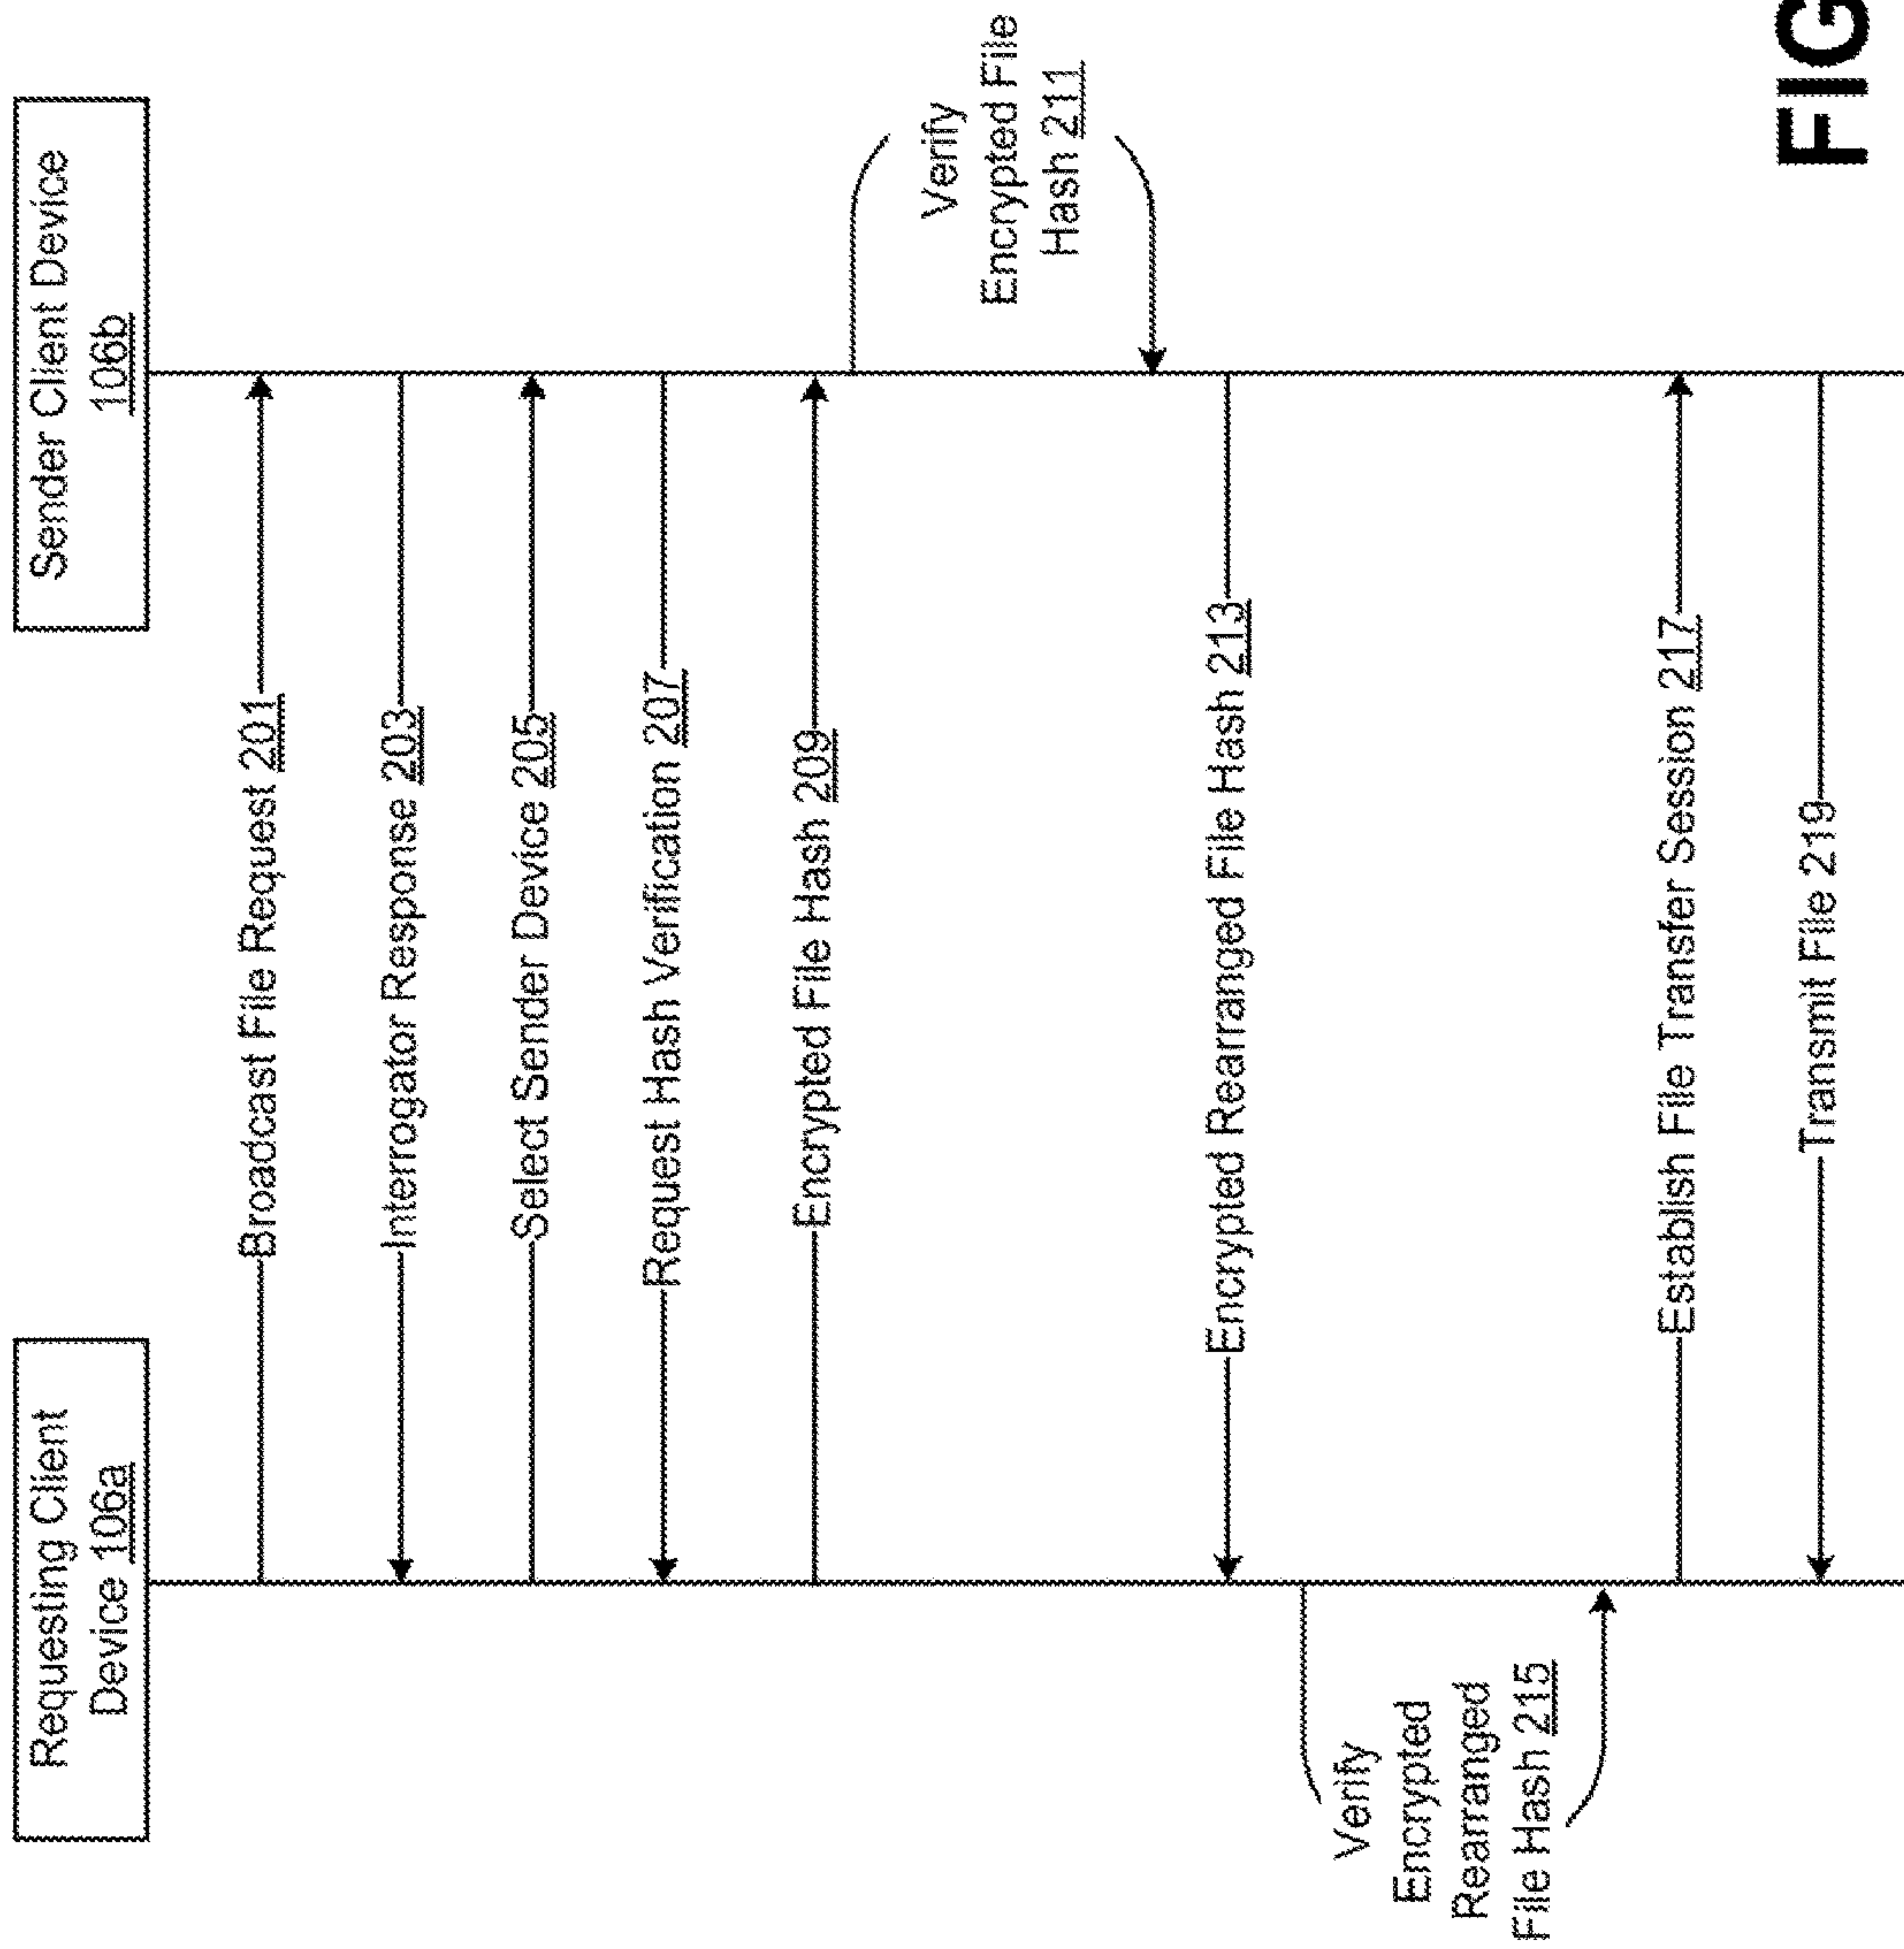 Requesting Client
Device 106a
Sender Client Device
106b
Broadcast File Request 201
Interrogator Response 203
Select Sender Device 205
Request Hash Verification 207
Encrypted File Hash 209
Verify
Encrypted File
Hash 211
Encrypted Rearranged File Hash 213
Verify
Encrypted
Rearranged
File Hash 215
Establish File Transfer Session 217
Transmit File 219
FIG